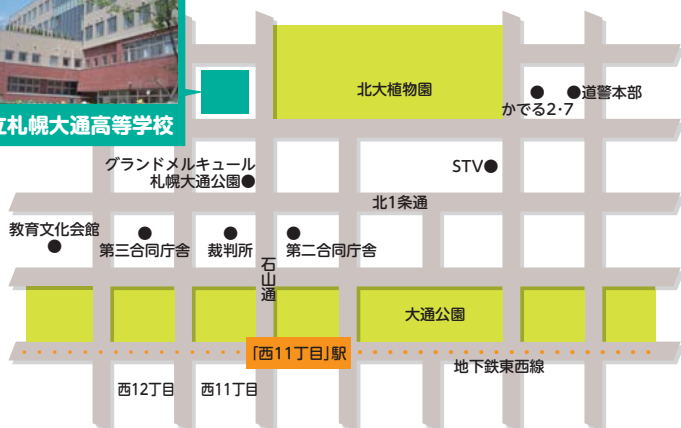 北大植物園
道警本部
かでる2・7
立札幌大通高等学校
グランドメルキュール
札幌大通公園
STV
北1条通
教育文化会館
第三合同庁舎
裁判所
第二合同庁舎
石山通
大通公園
「西11丁目」駅
地下鉄東西線
西12丁目
西11丁目